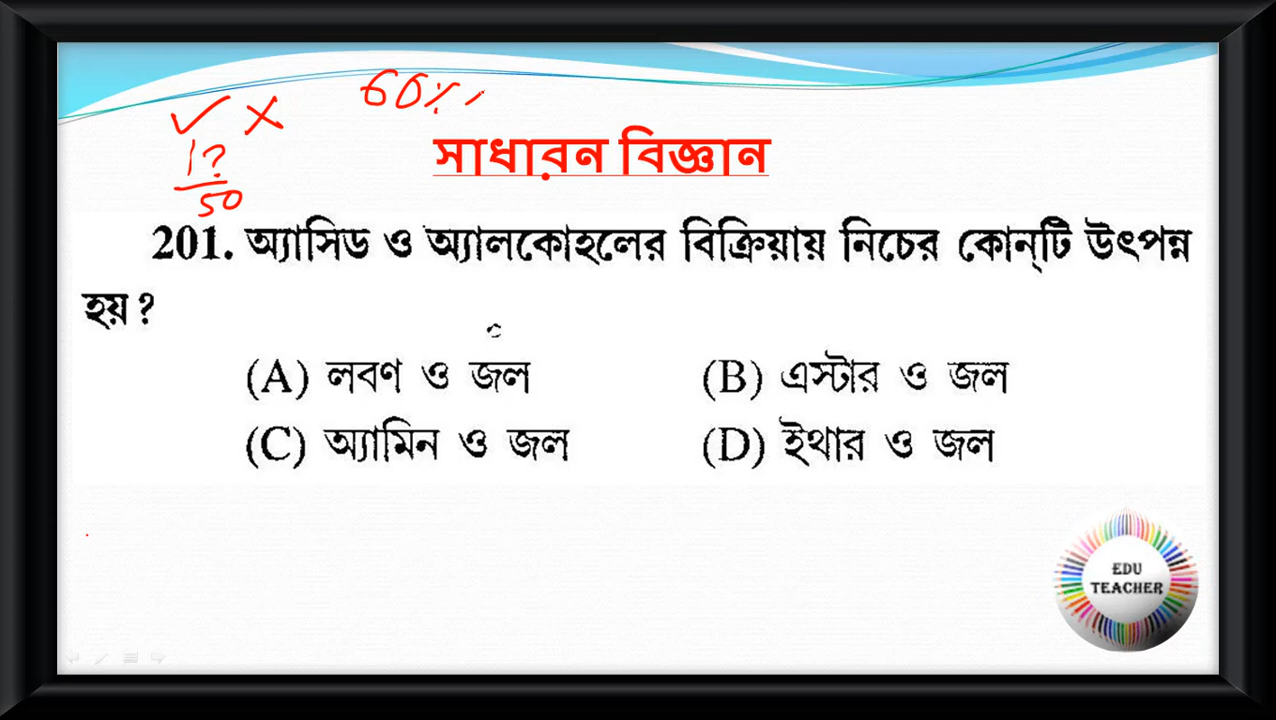 60%
✓ ✗
1?
50
সাধারন বিজ্ঞান
201. অ্যাসিড ও অ্যালকোহলের বিক্রিয়ায় নিচের কোন্‌টি উৎপন্ন
হয় ?
(A) লবণ ও জল (B) এস্টার ও জল
(C) অ্যামিন ও জল (D) ইথার ও জল
EDU
TEACHER